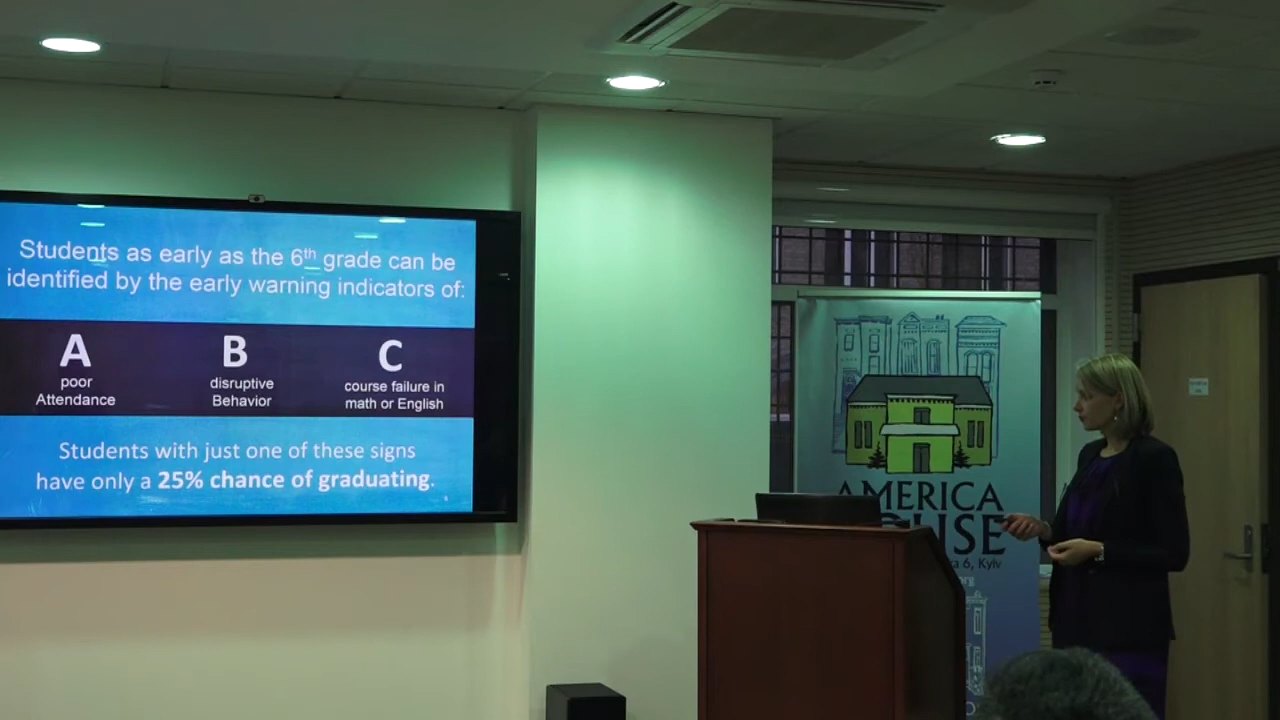 Students as early as the 6th grade can be
identified by the early warning indicators of:
A
poor
Attendance
B
disruptive
Behavior
C
course failure in
math or English
Students with just one of these signs
have only a 25% chance of graduating.
AMERICA
6, Kyiv